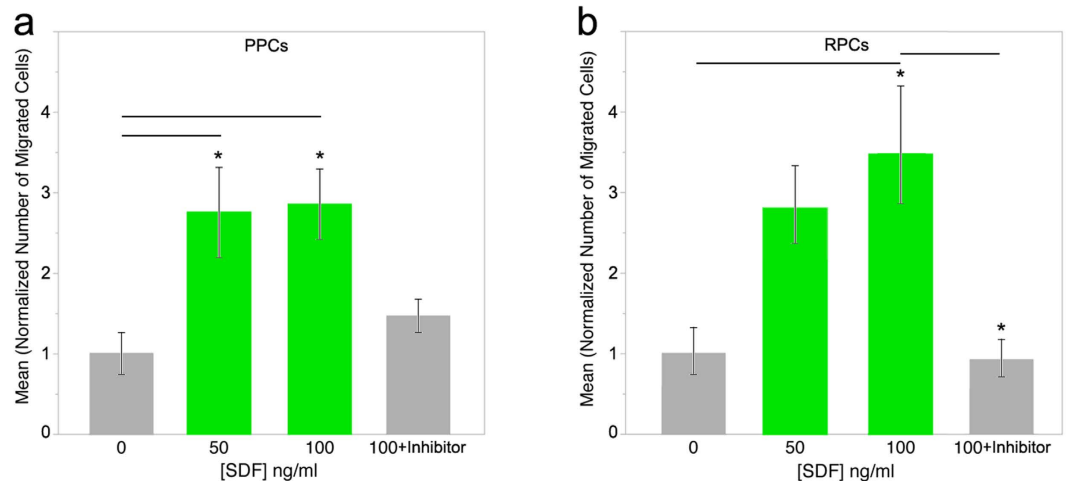 a
PPCs
Mean (Normalized Number of Migrated Cells)
4
3
2
1
0
*
*
0 50 100 100+Inhibitor
[SDF] ng/ml
b
RPCs
Mean (Normalized Number of Migrated Cells)
4
3
2
1
0
*
*
0 50 100 100+Inhibitor
[SDF] ng/ml